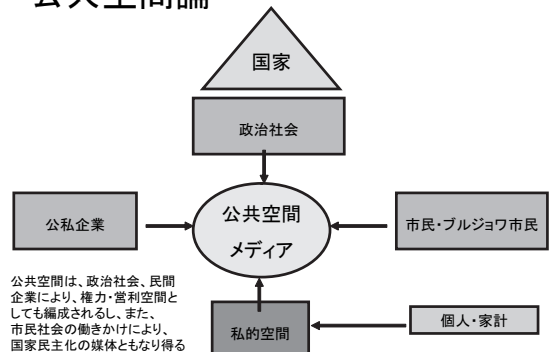 公共空間論
国家
政治社会
公私企業
公共空間
メディア
市民・ブルジョワ市民
公共空間は、政治社会、民間
企業により、権力・営利空間と
しても編成されるし、また、
市民社会の働きかけにより、
国家民主化の媒体ともなり得る
私的空間
個人・家計